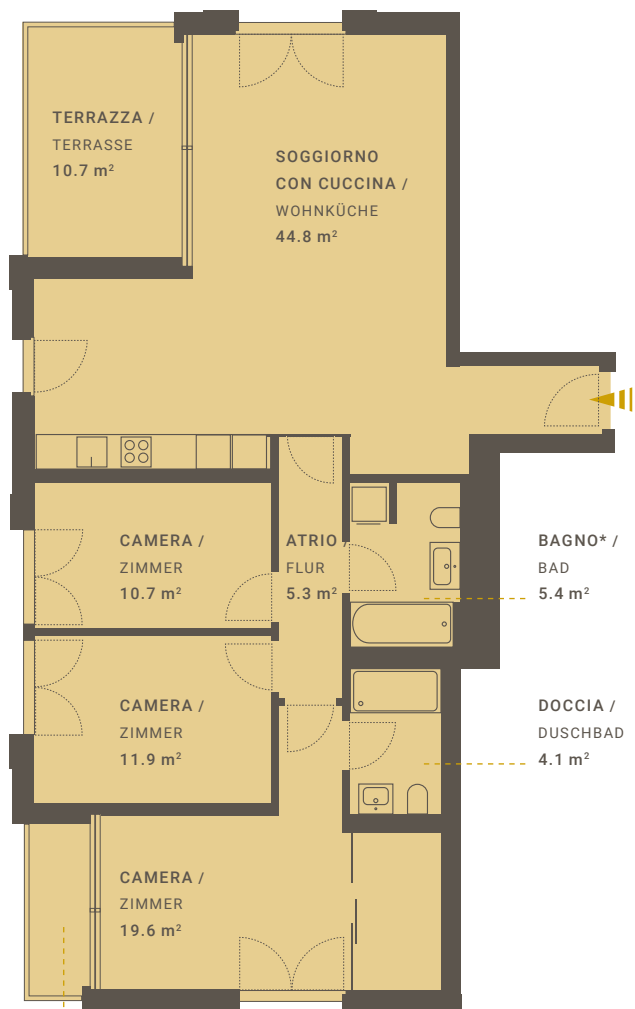 TERRAZZA /
TERRASSE
10.7 m²
SOGGIORNO
CON CUCCINA /
WOHNKÜCHE
44.8 m²
CAMERA /
ZIMMER
10.7 m²
ATRIO /
FLUR
5.3 m²
BAGNO* /
BAD
5.4 m²
CAMERA /
ZIMMER
11.9 m²
DOCCIA /
DUSCHBAD
4.1 m²
CAMERA /
ZIMMER
19.6 m²